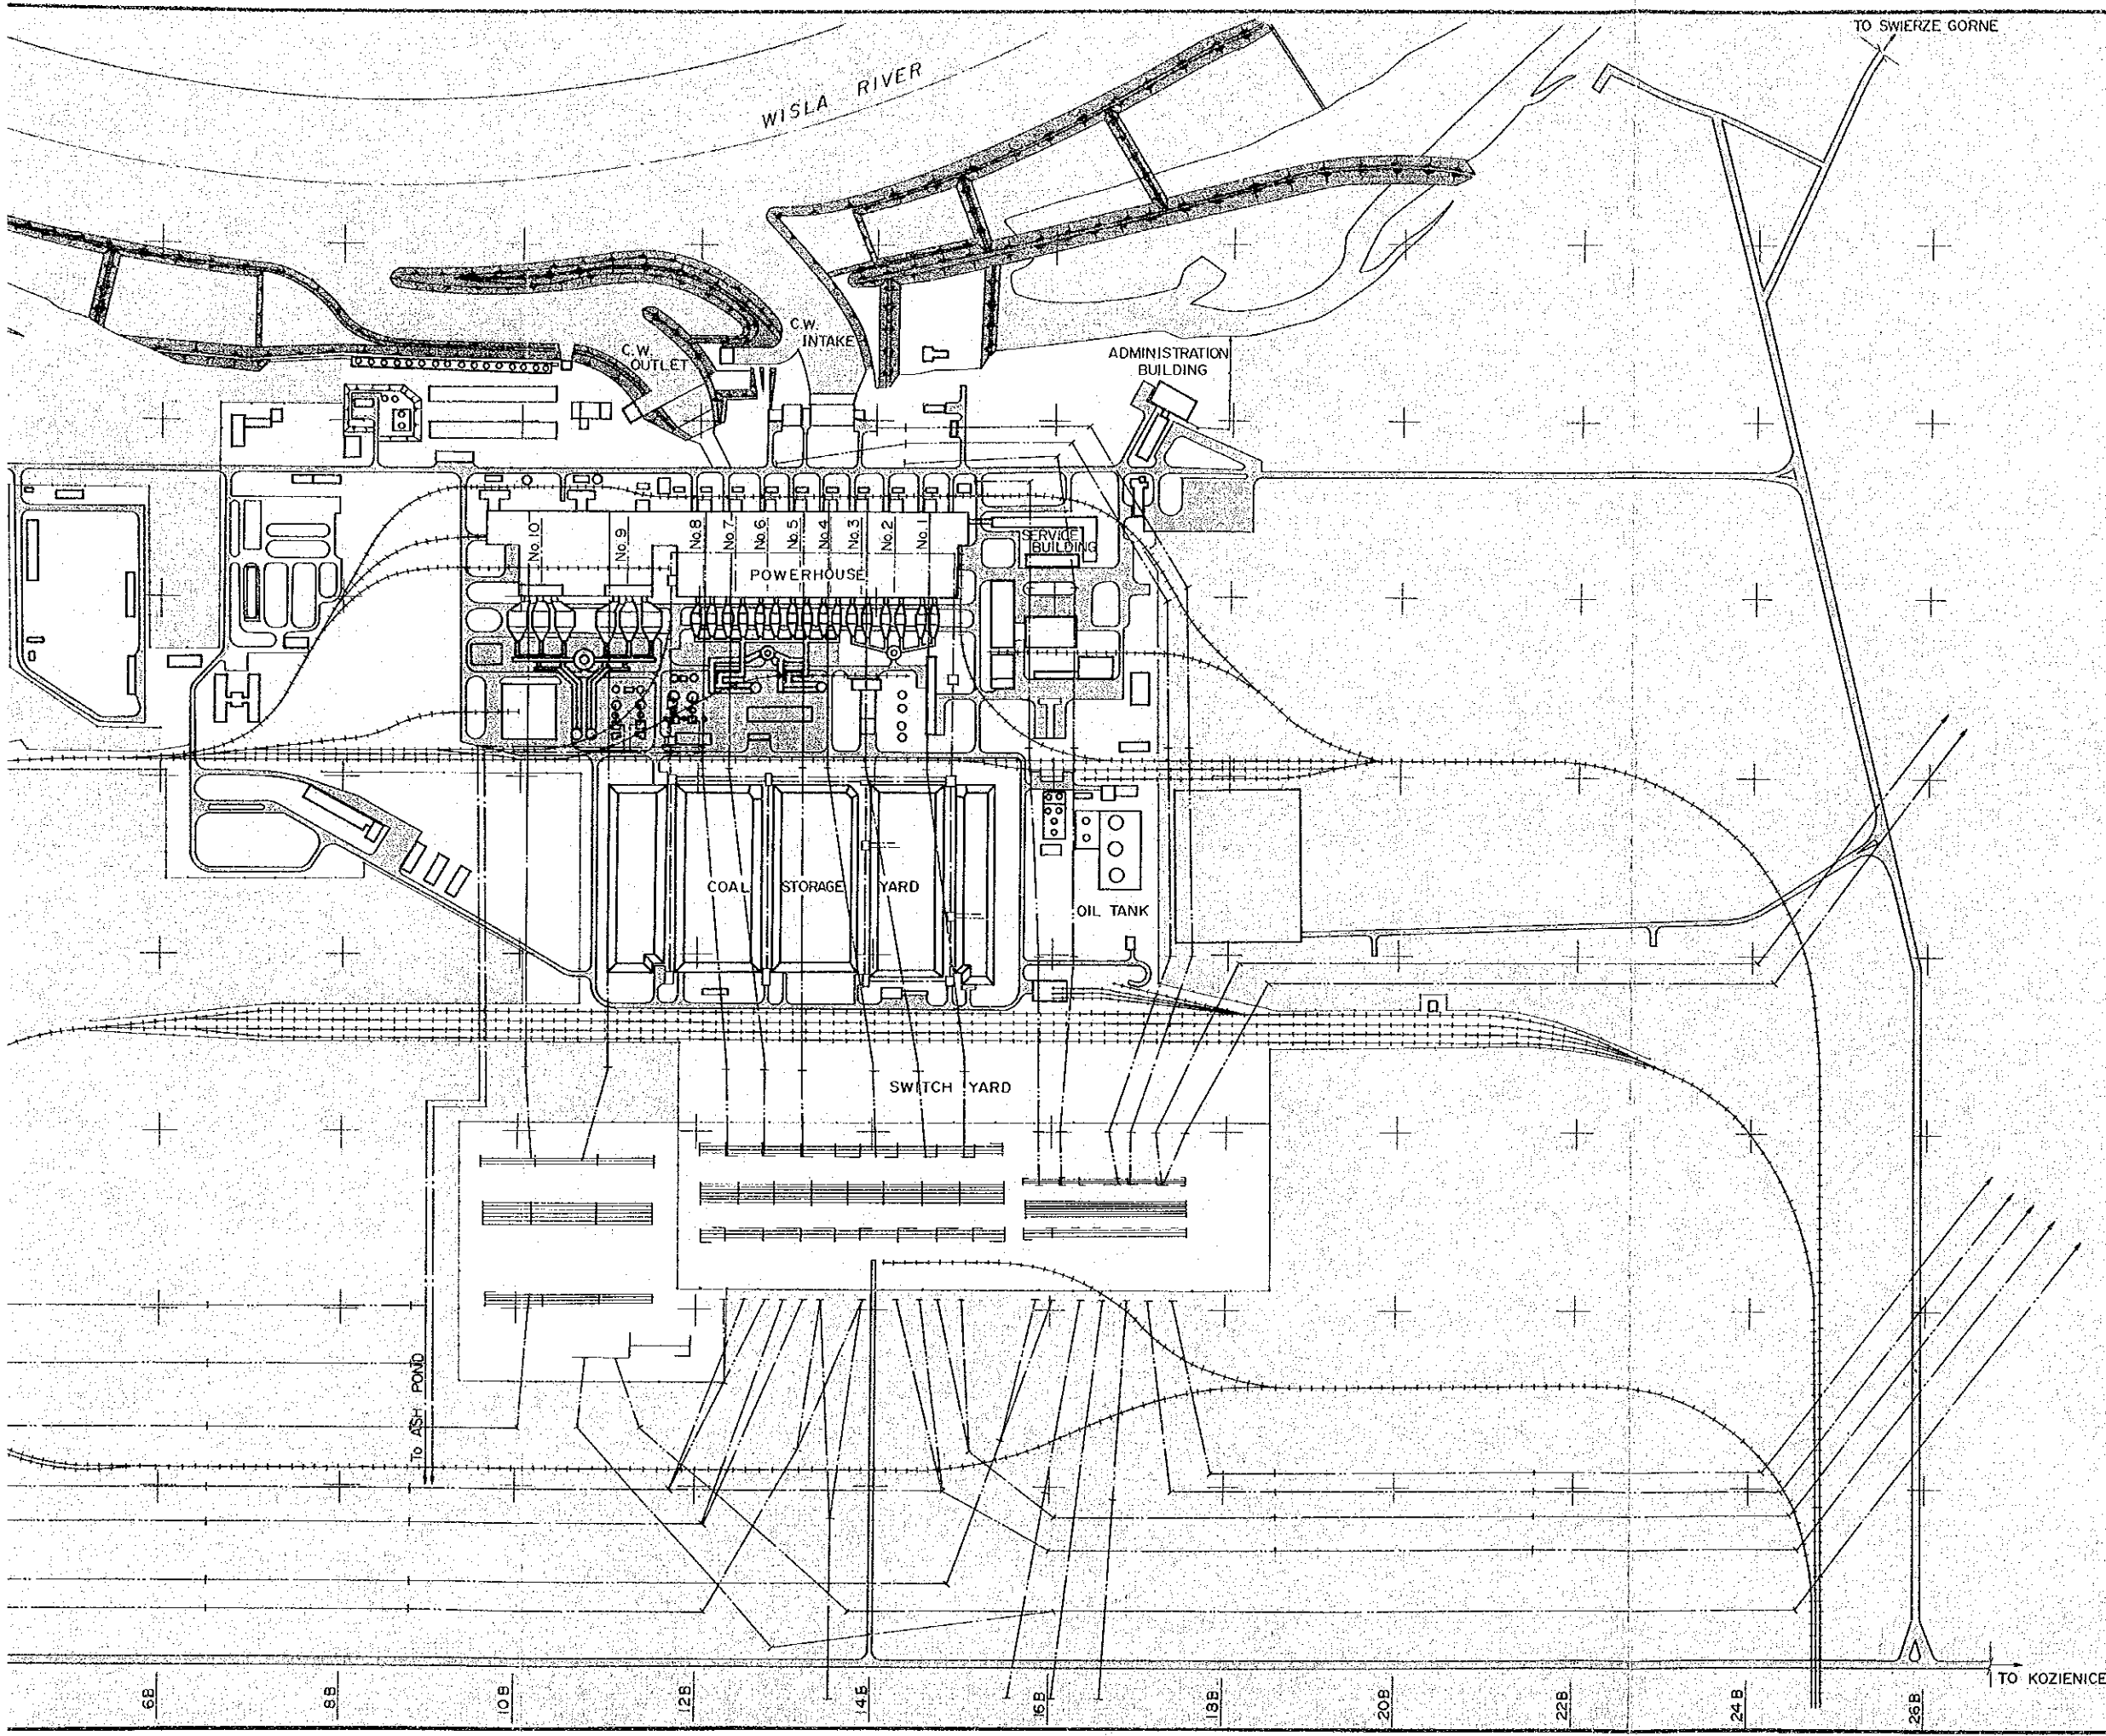 TO SWIERZE GORNE
WISLA RIVER
C.W.
INTAKE
C.W.
OUTLET
ADMINISTRATION
BUILDING
No.10
No.9
No.8
No.7
No.6
No.5
No.4
No.3
No.2
No.1
SERVICE
BUILDING
POWERHOUSE
COAL STORAGE YARD
OIL TANK
SWITCH YARD
To ASH POND
TO KOZIENICE
6B
8B
10B
12B
14B
16B
18B
20B
22B
24B
26B